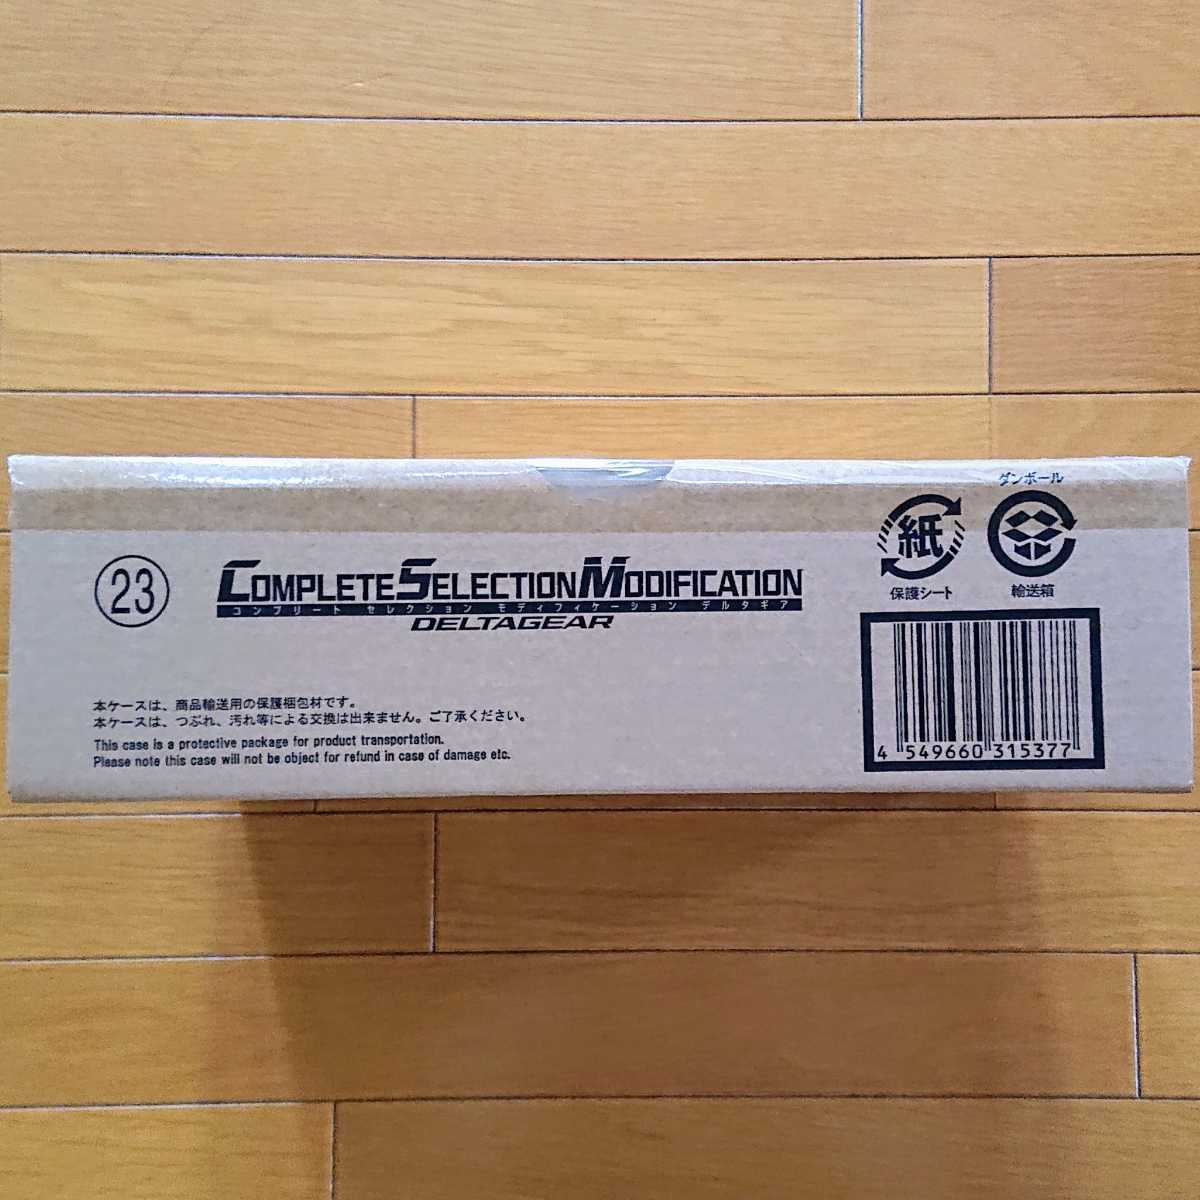 23
COMPLETE SELECTION MODIFICATION
コンプリート セレクション モディフィケーション デルタギア
DELTAGEAR
本ケースは、商品輸送用の保護梱包材です。
本ケースは、つぶれ、汚れ等による交換は出来ません。ご了承ください。
This case is a protective package for product transportation.
Please note this case will not be object for refund in case of damage etc.
紙
保護シート
ダンボール
輸送箱
4 549660 315377